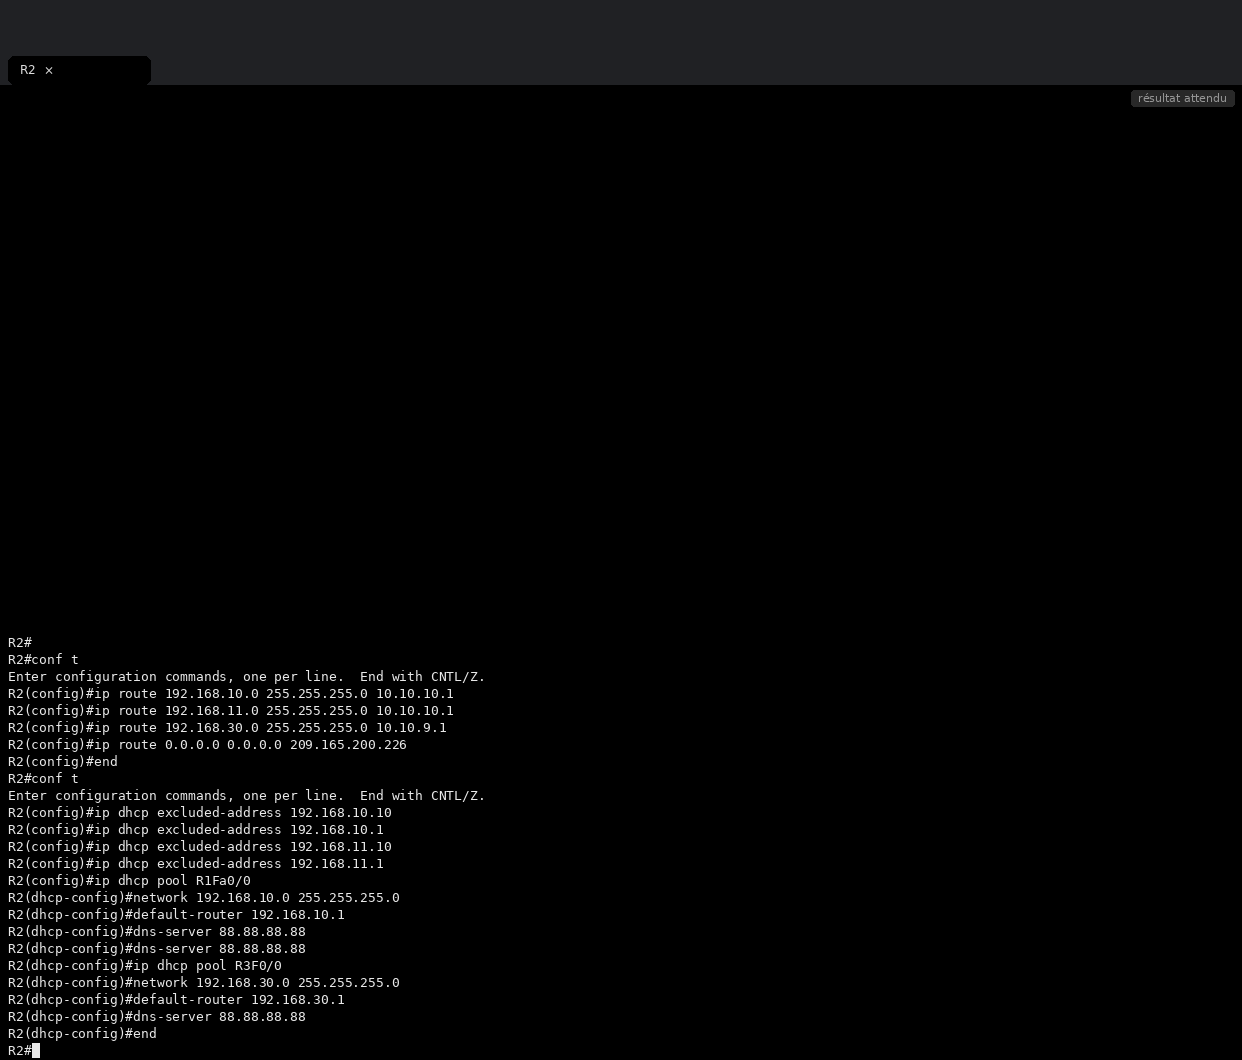 R2 ×
résultat attendu
R2#
R2#conf t
Enter configuration commands, one per line.  End with CNTL/Z.
R2(config)#ip route 192.168.10.0 255.255.255.0 10.10.10.1
R2(config)#ip route 192.168.11.0 255.255.255.0 10.10.10.1
R2(config)#ip route 192.168.30.0 255.255.255.0 10.10.9.1
R2(config)#ip route 0.0.0.0 0.0.0.0 209.165.200.226
R2(config)#end
R2#conf t
Enter configuration commands, one per line.  End with CNTL/Z.
R2(config)#ip dhcp excluded-address 192.168.10.10
R2(config)#ip dhcp excluded-address 192.168.10.1
R2(config)#ip dhcp excluded-address 192.168.11.10
R2(config)#ip dhcp excluded-address 192.168.11.1
R2(config)#ip dhcp pool R1Fa0/0
R2(dhcp-config)#network 192.168.10.0 255.255.255.0
R2(dhcp-config)#default-router 192.168.10.1
R2(dhcp-config)#dns-server 88.88.88.88
R2(dhcp-config)#dns-server 88.88.88.88
R2(dhcp-config)#ip dhcp pool R3F0/0
R2(dhcp-config)#network 192.168.30.0 255.255.255.0
R2(dhcp-config)#default-router 192.168.30.1
R2(dhcp-config)#dns-server 88.88.88.88
R2(dhcp-config)#end
R2#